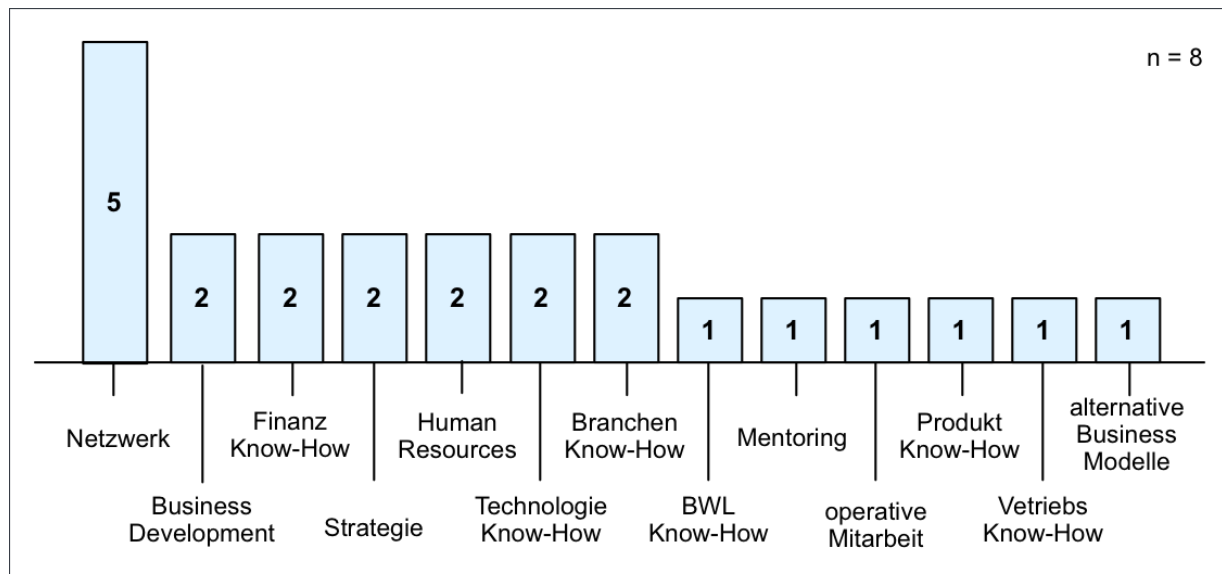 n = 8
5
2
2
2
2
2
2
1
1
1
1
1
1
Netzwerk
Business
Development
Finanz
Know-How
Strategie
Human
Resources
Technologie
Know-How
Branchen
Know-How
BWL
Know-How
Mentoring
operative
Mitarbeit
Produkt
Know-How
Vetriebs
Know-How
alternative
Business
Modelle